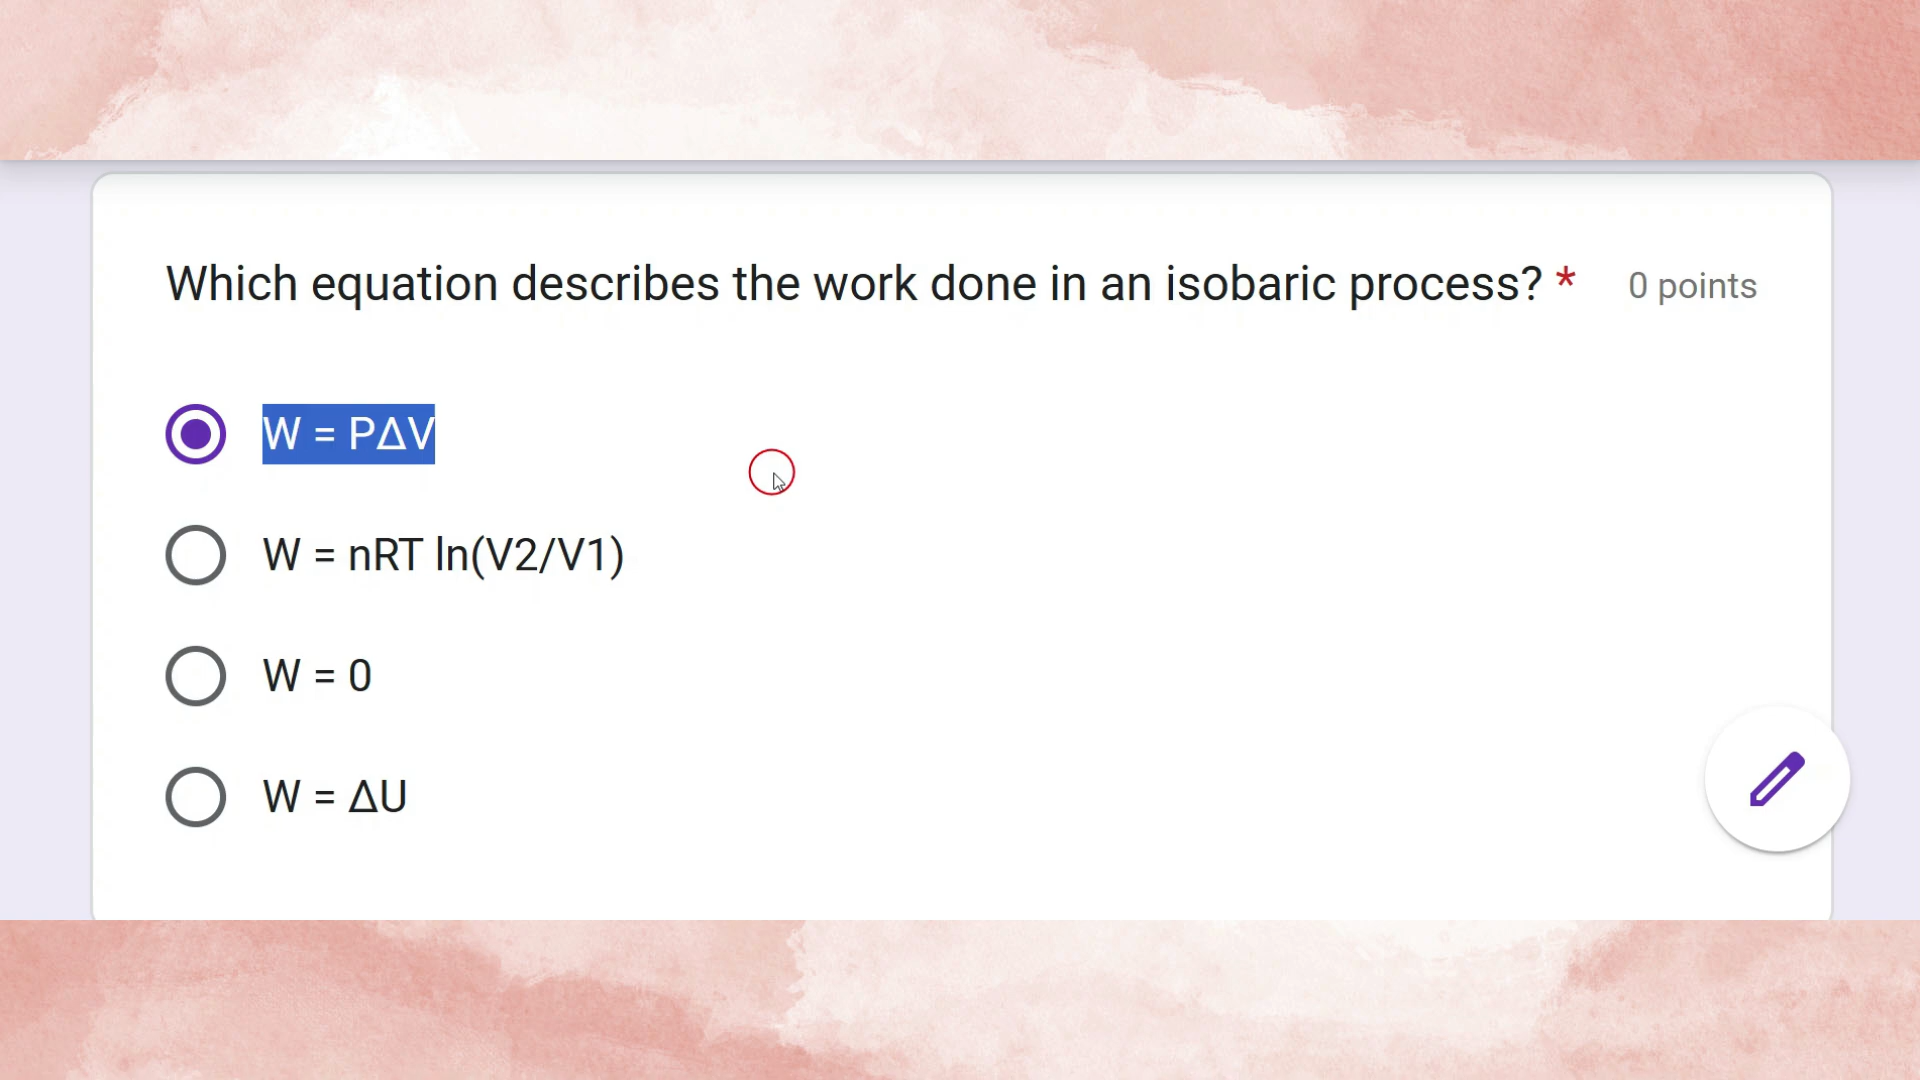 Which equation describes the work done in an isobaric process? * 0 points
W = PΔV
W = nRT ln(V2/V1)
W = 0
W = ΔU